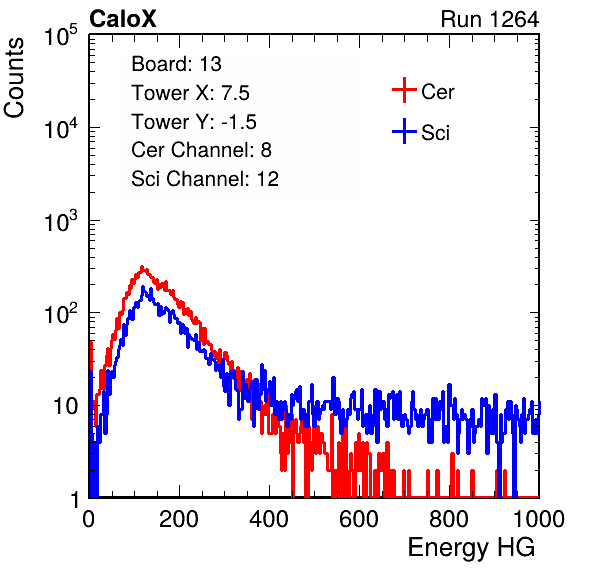 CaloX Run 1264
Counts
10^5
10^4
10^3
10^2
10
1
Board: 13
Tower X: 7.5
Tower Y: -1.5
Cer Channel: 8
Sci Channel: 12
Cer
Sci
0 200 400 600 800 1000
Energy HG